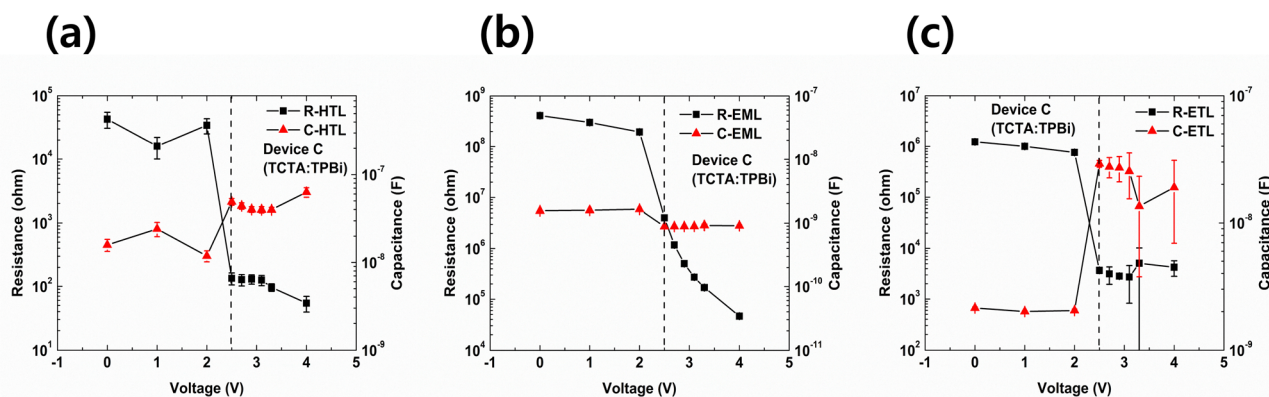 (a)
10^5
10^4
10^3
10^2
10^1
Resistance (ohm)
R-HTL
C-HTL
Device C
(TCTA:TPBi)
10^-7
10^-8
10^-9
Capacitance (F)
-1 0 1 2 3 4 5
Voltage (V)
(b)
10^9
10^8
10^7
10^6
10^5
10^4
Resistance (ohm)
R-EML
C-EML
Device C
(TCTA:TPBi)
10^-7
10^-8
10^-9
10^-10
10^-11
Capacitance (F)
-1 0 1 2 3 4 5
Voltage (V)
(c)
10^7
10^6
10^5
10^4
10^3
10^2
Resistance (ohm)
Device C
(TCTA:TPBi)
R-ETL
C-ETL
10^-7
10^-8
10^-9
Capacitance (F)
-1 0 1 2 3 4 5
Voltage (V)